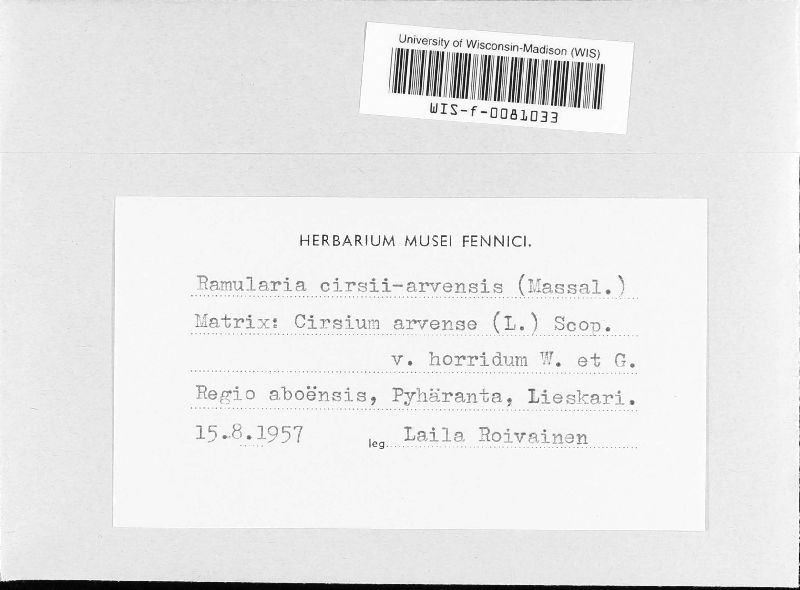 University of Wisconsin-Madison (WIS)
WIS-f-0081033
HERBARIUM MUSEI FENNICI.
Ramularia cirsii-arvensis (Massal.)
Matrix: Cirsium arvense (L.) Scop.
v. horridum W. et G.
Regio aboënsis, Pyhäranta, Lieskari.
15.8.1957 leg. Laila Roivainen